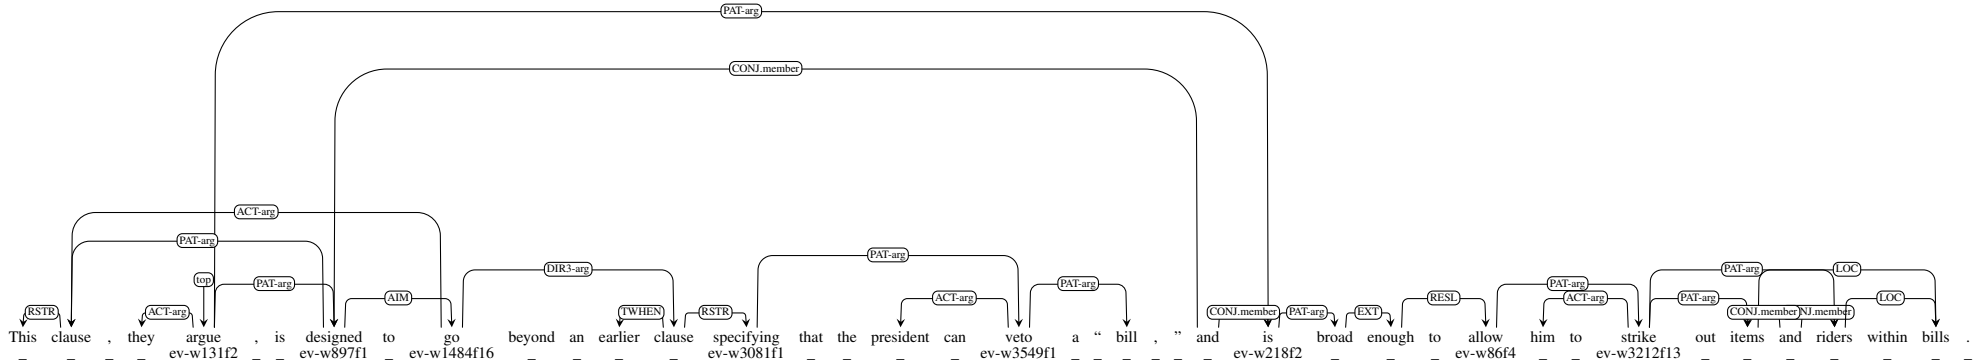 PAT-arg
CONJ.member
ACT-arg
PAT-arg
PAT-arg
DIR3-arg PAT-arg LOC
top PAT-arg PAT-arg PAT-arg
AIM ACT-arg RESL ACT-arg PAT-arg LOC
RSTR ACT-arg TWHEN RSTR CONJ.member PAT-arg EXT CONJ.member NJ.member
This clause , they argue , is designed to go beyond an earlier clause specifying that the president can veto a “ bill , ” and is broad enough to allow him to strike out items and riders within bills .
_ _ _ _ ev-w131f2 _ _ ev-w897f1 _ ev-w1484f16 _ _ _ _ ev-w3081f1 _ _ _ _ ev-w3549f1 _ _ _ _ _ _ ev-w218f2 _ _ _ ev-w86f4 _ _ ev-w3212f13 _ _ _ _ _ _ _